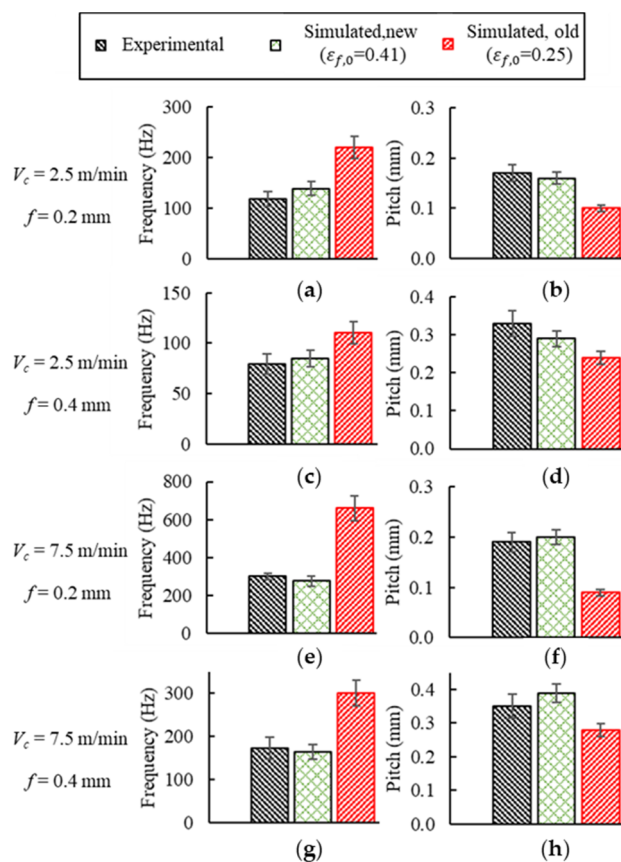 Experimental
Simulated,new
(εf,0=0.41)
Simulated, old
(εf,0=0.25)
Vc = 2.5 m/min
f = 0.2 mm
Frequency (Hz)
300
200
100
0
(a)
Pitch (mm)
0.3
0.2
0.1
0.0
(b)
Vc = 2.5 m/min
f = 0.4 mm
Frequency (Hz)
150
100
50
0
(c)
Pitch (mm)
0.4
0.3
0.2
0.1
0.0
(d)
Vc = 7.5 m/min
f = 0.2 mm
Frequency (Hz)
800
600
400
200
0
(e)
Pitch (mm)
0.3
0.2
0.1
0.0
(f)
Vc = 7.5 m/min
f = 0.4 mm
Frequency (Hz)
300
200
100
0
(g)
Pitch (mm)
0.4
0.3
0.2
0.1
0.0
(h)